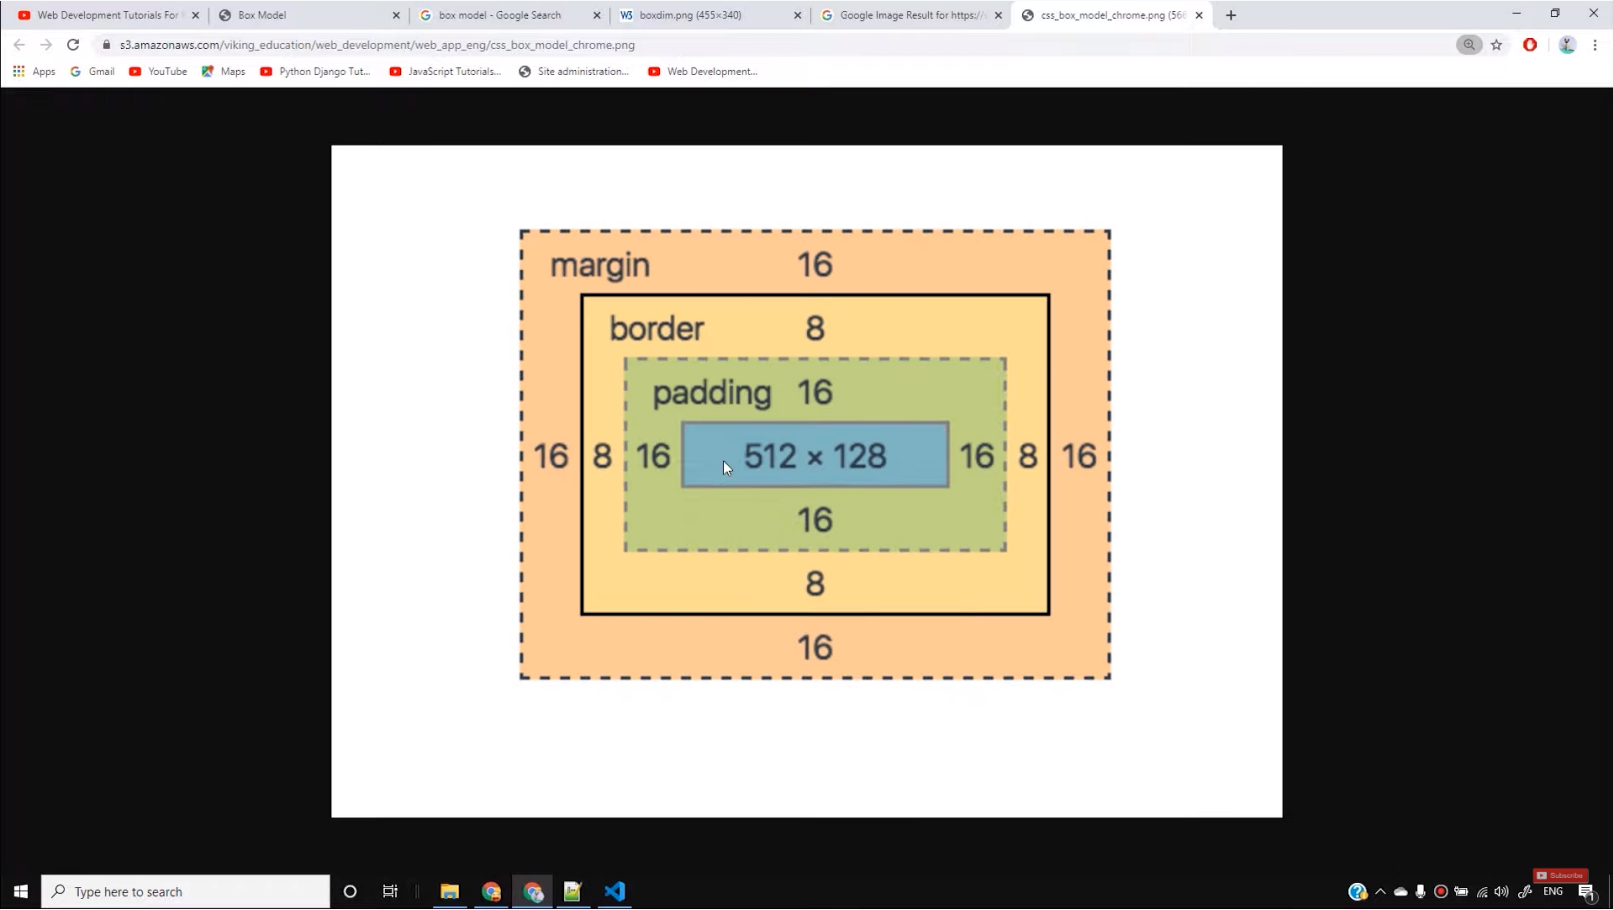 Web Development Tutorials For
Box Model
box model - Google Search
W3 boxdim.png (455×340)
Google Image Result for https://
css_box_model_chrome.png (56
s3.amazonaws.com/viking_education/web_development/web_app_eng/css_box_model_chrome.png
Apps
Gmail
YouTube
Maps
Python Django Tut...
JavaScript Tutorials...
Site administration...
Web Development...
margin 16
border 8
padding 16
16 8 16 512 × 128 16 8 16
16
8
16
Subscribe
Type here to search
ENG
1